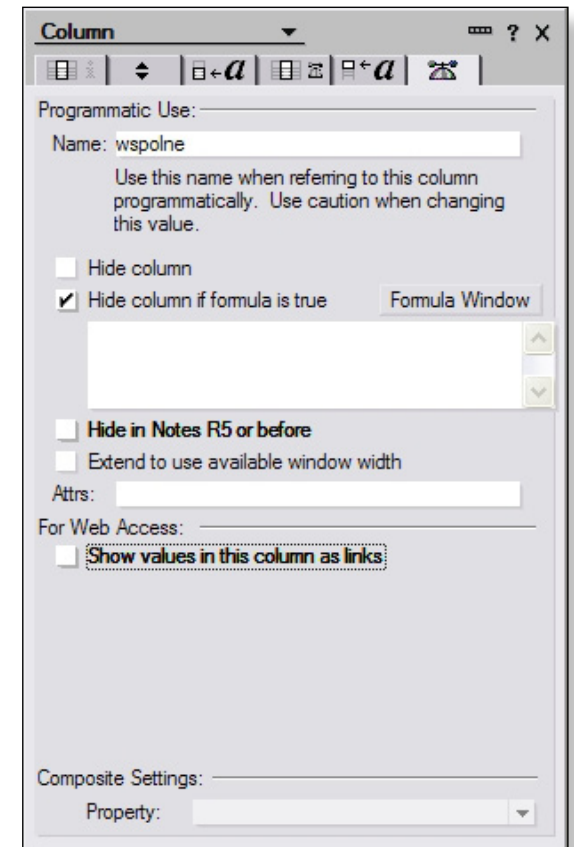 Column
? X
a a
Programmatic Use:
Name: wspolne
Use this name when referring to this column
programmatically. Use caution when changing
this value.
Hide column
Hide column if formula is true Formula Window
Hide in Notes R5 or before
Extend to use available window width
Attrs:
For Web Access:
Show values in this column as links
Composite Settings:
Property: